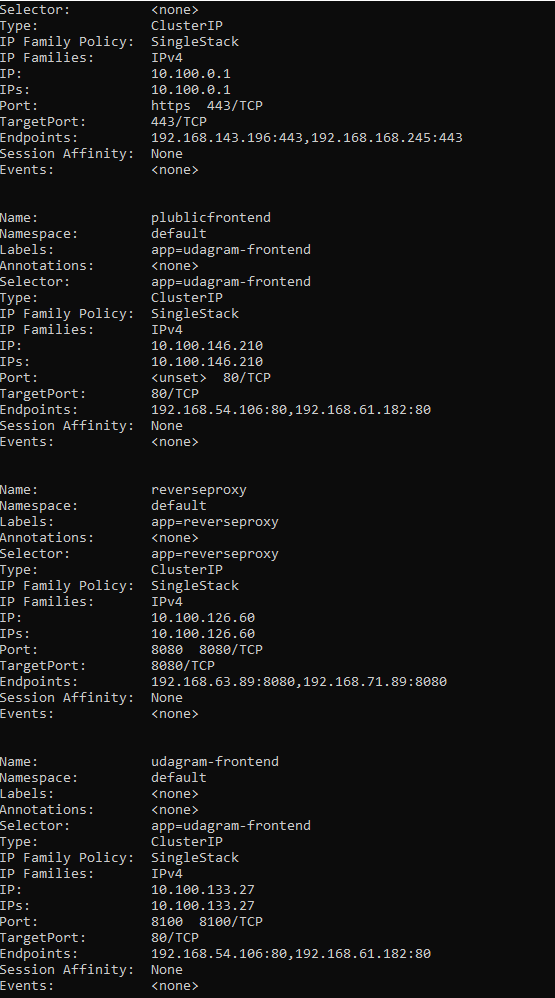 Selector: <none>
Type: ClusterIP
IP Family Policy: SingleStack
IP Families: IPv4
IP: 10.100.0.1
IPs: 10.100.0.1
Port: https 443/TCP
TargetPort: 443/TCP
Endpoints: 192.168.143.196:443,192.168.168.245:443
Session Affinity: None
Events: <none>
Name: plublicfrontend
Namespace: default
Labels: app=udagram-frontend
Annotations: <none>
Selector: app=udagram-frontend
Type: ClusterIP
IP Family Policy: SingleStack
IP Families: IPv4
IP: 10.100.146.210
IPs: 10.100.146.210
Port: <unset> 80/TCP
TargetPort: 80/TCP
Endpoints: 192.168.54.106:80,192.168.61.182:80
Session Affinity: None
Events: <none>
Name: reverseproxy
Namespace: default
Labels: app=reverseproxy
Annotations: <none>
Selector: app=reverseproxy
Type: ClusterIP
IP Family Policy: SingleStack
IP Families: IPv4
IP: 10.100.126.60
IPs: 10.100.126.60
Port: 8080 8080/TCP
TargetPort: 8080/TCP
Endpoints: 192.168.63.89:8080,192.168.71.89:8080
Session Affinity: None
Events: <none>
Name: udagram-frontend
Namespace: default
Labels: <none>
Annotations: <none>
Selector: app=udagram-frontend
Type: ClusterIP
IP Family Policy: SingleStack
IP Families: IPv4
IP: 10.100.133.27
IPs: 10.100.133.27
Port: 8100 8100/TCP
TargetPort: 80/TCP
Endpoints: 192.168.54.106:80,192.168.61.182:80
Session Affinity: None
Events: <none>